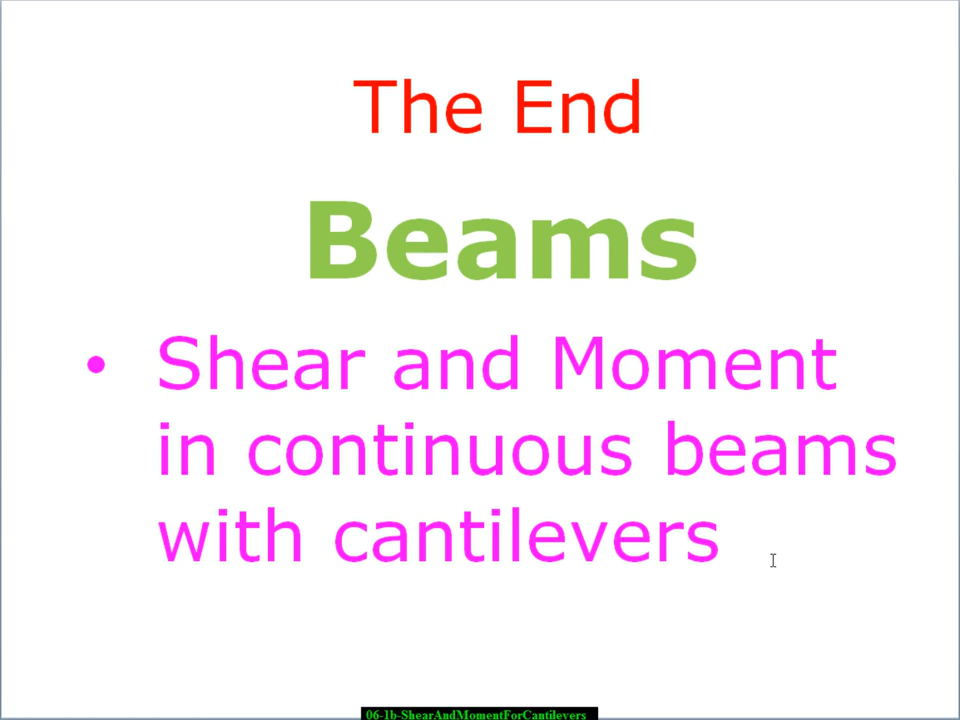 The End
Beams
• Shear and Moment
in continuous beams
with cantilevers
06-1b-ShearAndMomentForCantilevers